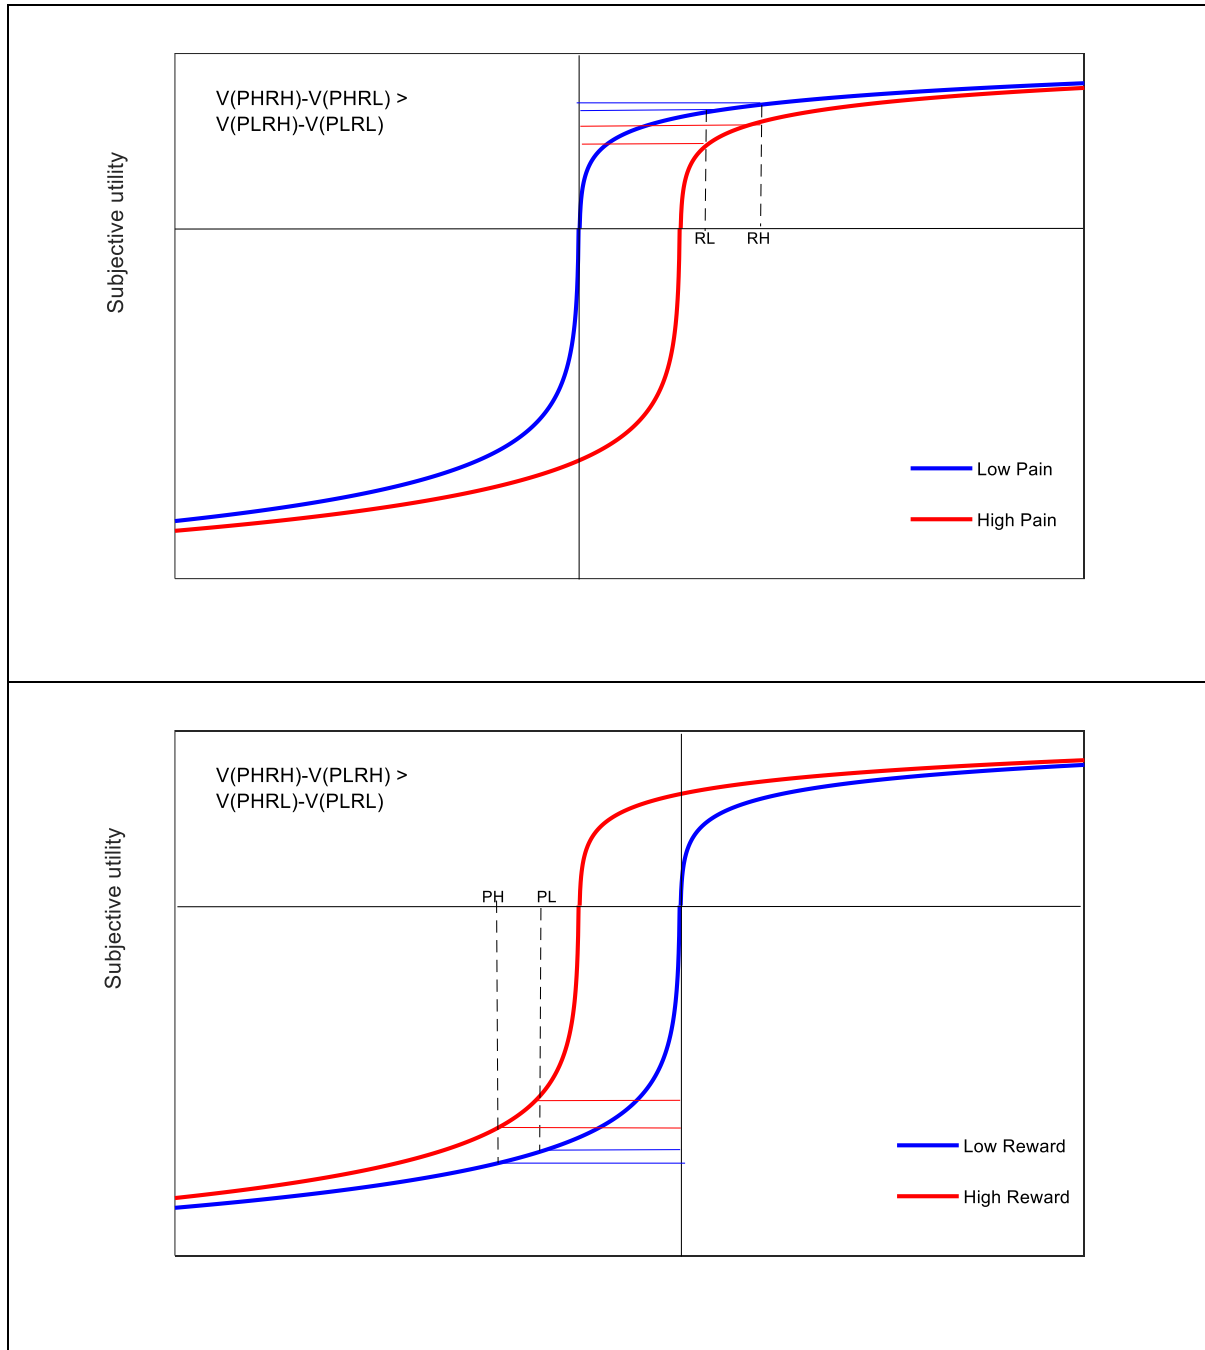 V(PHRH)-V(PHRL) >
V(PLRH)-V(PLRL)
Subjective utility
RL
RH
Low Pain
High Pain
V(PHRH)-V(PLRH) >
V(PHRL)-V(PLRL)
Subjective utility
PH
PL
Low Reward
High Reward